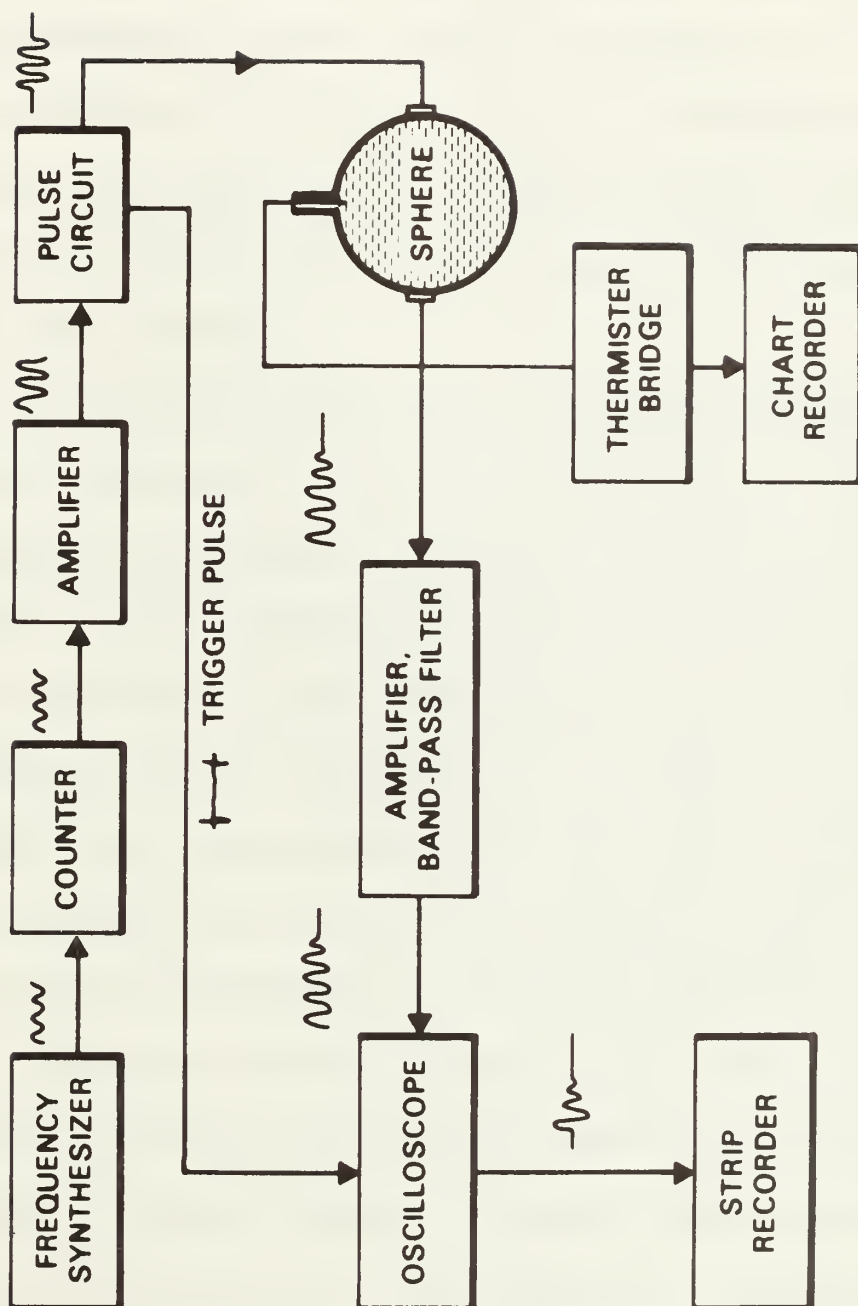 FREQUENCY
SYNTHESIZER
COUNTER
AMPLIFIER
PULSE
CIRCUIT
TRIGGER PULSE
SPHERE
OSCILLOSCOPE
AMPLIFIER,
BAND-PASS FILTER
THERMISTER
BRIDGE
STRIP
RECORDER
CHART
RECORDER